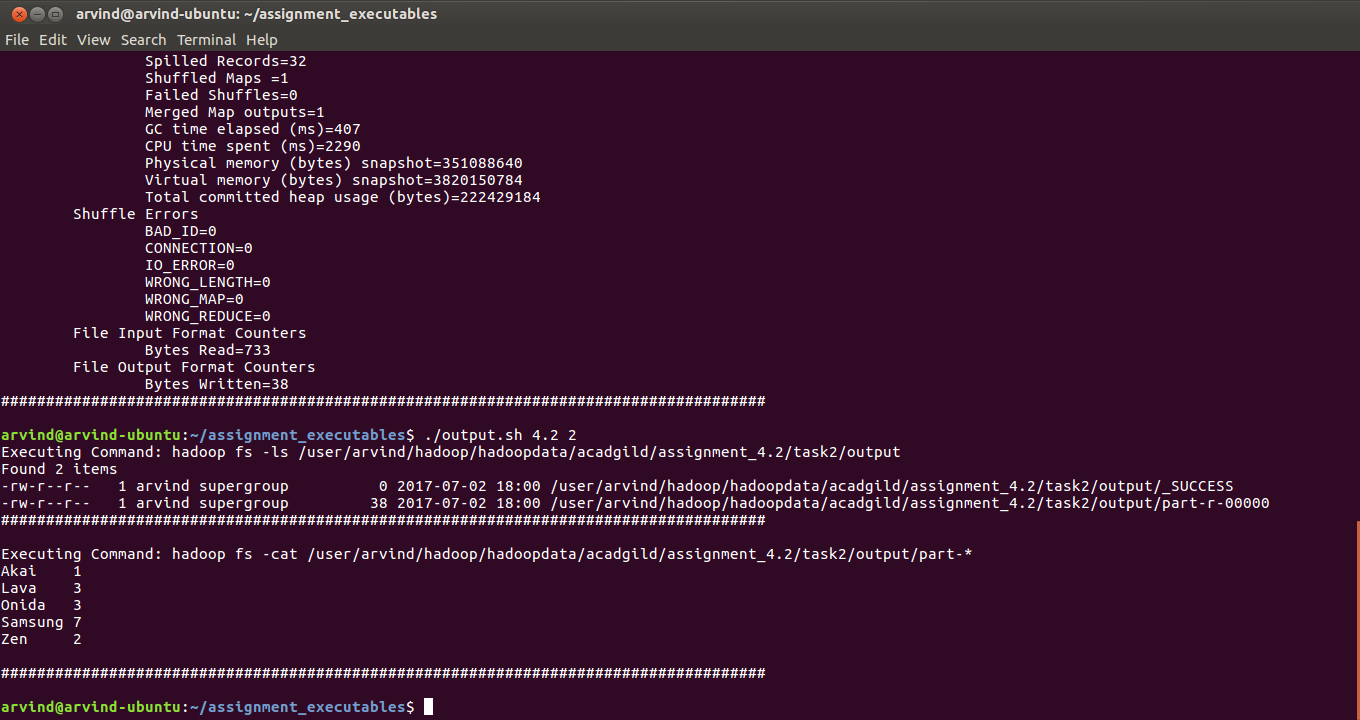 arvind@arvind-ubuntu: ~/assignment_executables
File Edit View Search Terminal Help
Spilled Records=32
Shuffled Maps =1
Failed Shuffles=0
Merged Map outputs=1
GC time elapsed (ms)=407
CPU time spent (ms)=2290
Physical memory (bytes) snapshot=351088640
Virtual memory (bytes) snapshot=3820150784
Total committed heap usage (bytes)=222429184
Shuffle Errors
BAD_ID=0
CONNECTION=0
IO_ERROR=0
WRONG_LENGTH=0
WRONG_MAP=0
WRONG_REDUCE=0
File Input Format Counters
Bytes Read=733
File Output Format Counters
Bytes Written=38
#####################################################################################
arvind@arvind-ubuntu:~/assignment_executables$ ./output.sh 4.2 2
Executing Command: hadoop fs -ls /user/arvind/hadoop/hadoopdata/acadgild/assignment_4.2/task2/output
Found 2 items
-rw-r--r--   1 arvind supergroup          0 2017-07-02 18:00 /user/arvind/hadoop/hadoopdata/acadgild/assignment_4.2/task2/output/_SUCCESS
-rw-r--r--   1 arvind supergroup         38 2017-07-02 18:00 /user/arvind/hadoop/hadoopdata/acadgild/assignment_4.2/task2/output/part-r-00000
#####################################################################################
Executing Command: hadoop fs -cat /user/arvind/hadoop/hadoopdata/acadgild/assignment_4.2/task2/output/part-*
Akai    1
Lava    3
Onida   3
Samsung 7
Zen     2
#####################################################################################
arvind@arvind-ubuntu:~/assignment_executables$